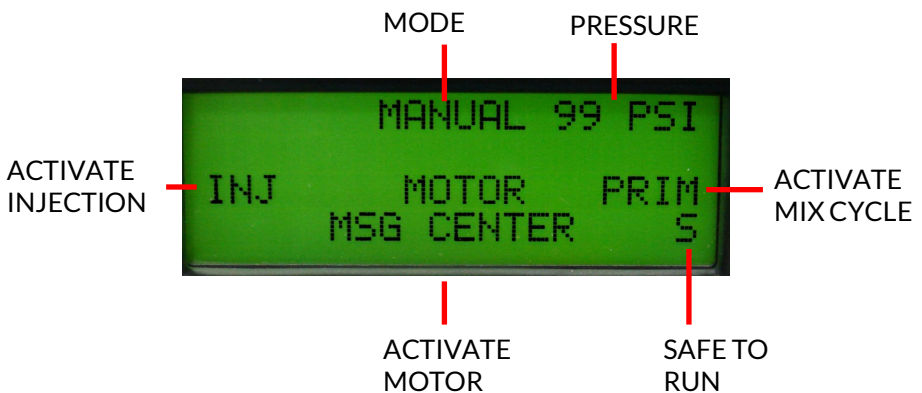 MODE
PRESSURE
MANUAL 99 PSI
ACTIVATE
INJECTION
INJ MOTOR PRIM
ACTIVATE
MIX CYCLE
MSG CENTER S
ACTIVATE
MOTOR
SAFE TO
RUN